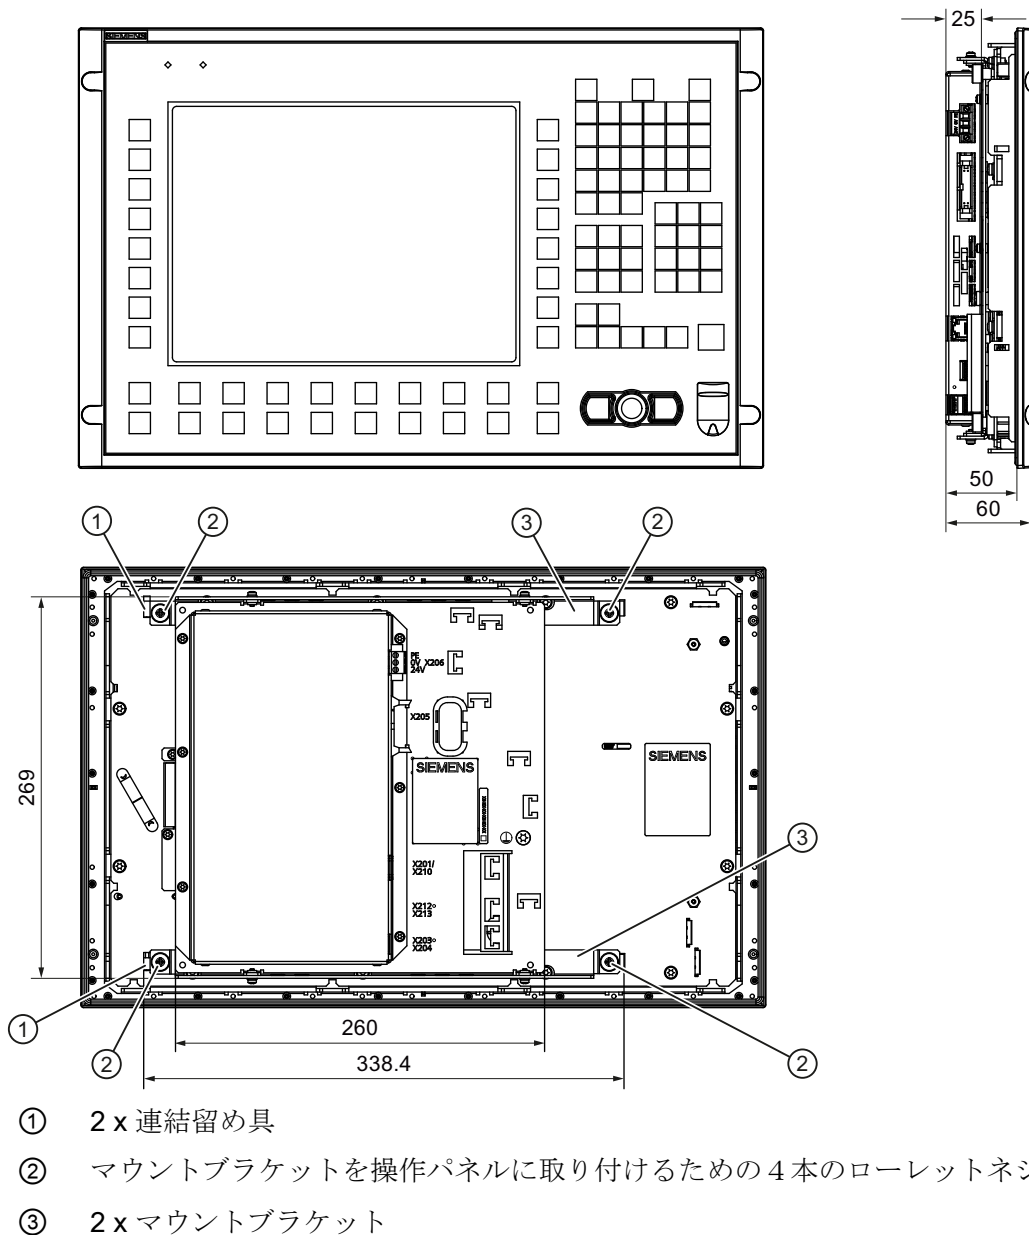 SIEMENS
25
50
60
① ② ③ ②
PE
0V X206
24V
X205
SIEMENS
SIEMENS
269
③
X201/
X210
X212
X213
X203
X204
① ② ②
260
338.4
① 2 x 連結留め具
② マウントブラケットを操作パネルに取り付けるための４本のローレットネジ
③ 2 x マウントブラケット